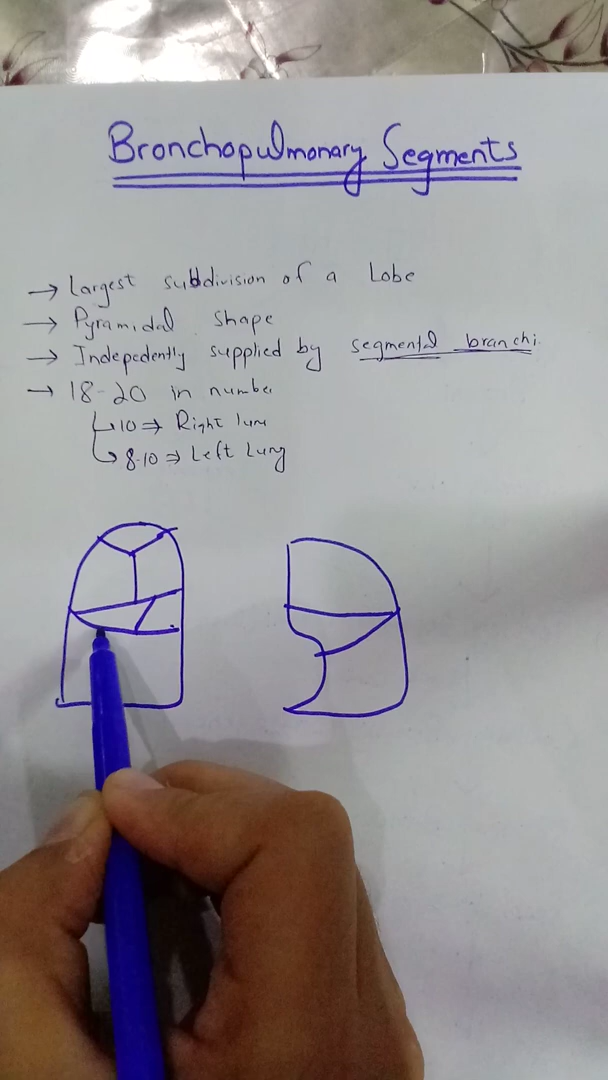 Bronchopulmonary Segments
→ Largest subdivision of a Lobe
→ Pyramidal shape
→ Indepedently supplied by segmental branchi.
→ 18-20 in number
10 ⇒ Right lung
8-10 ⇒ Left Lung